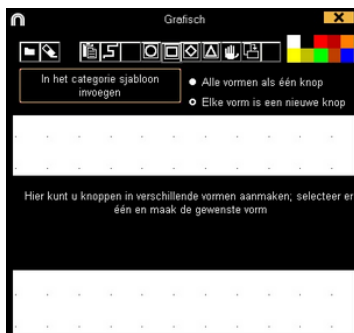 Grafisch
In het categorie sjabloon
invoegen
Alle vormen als één knop
Elke vorm is een nieuwe knop
Hier kunt u knoppen in verschillende vormen aanmaken; selecteer er
één en maak de gewenste vorm